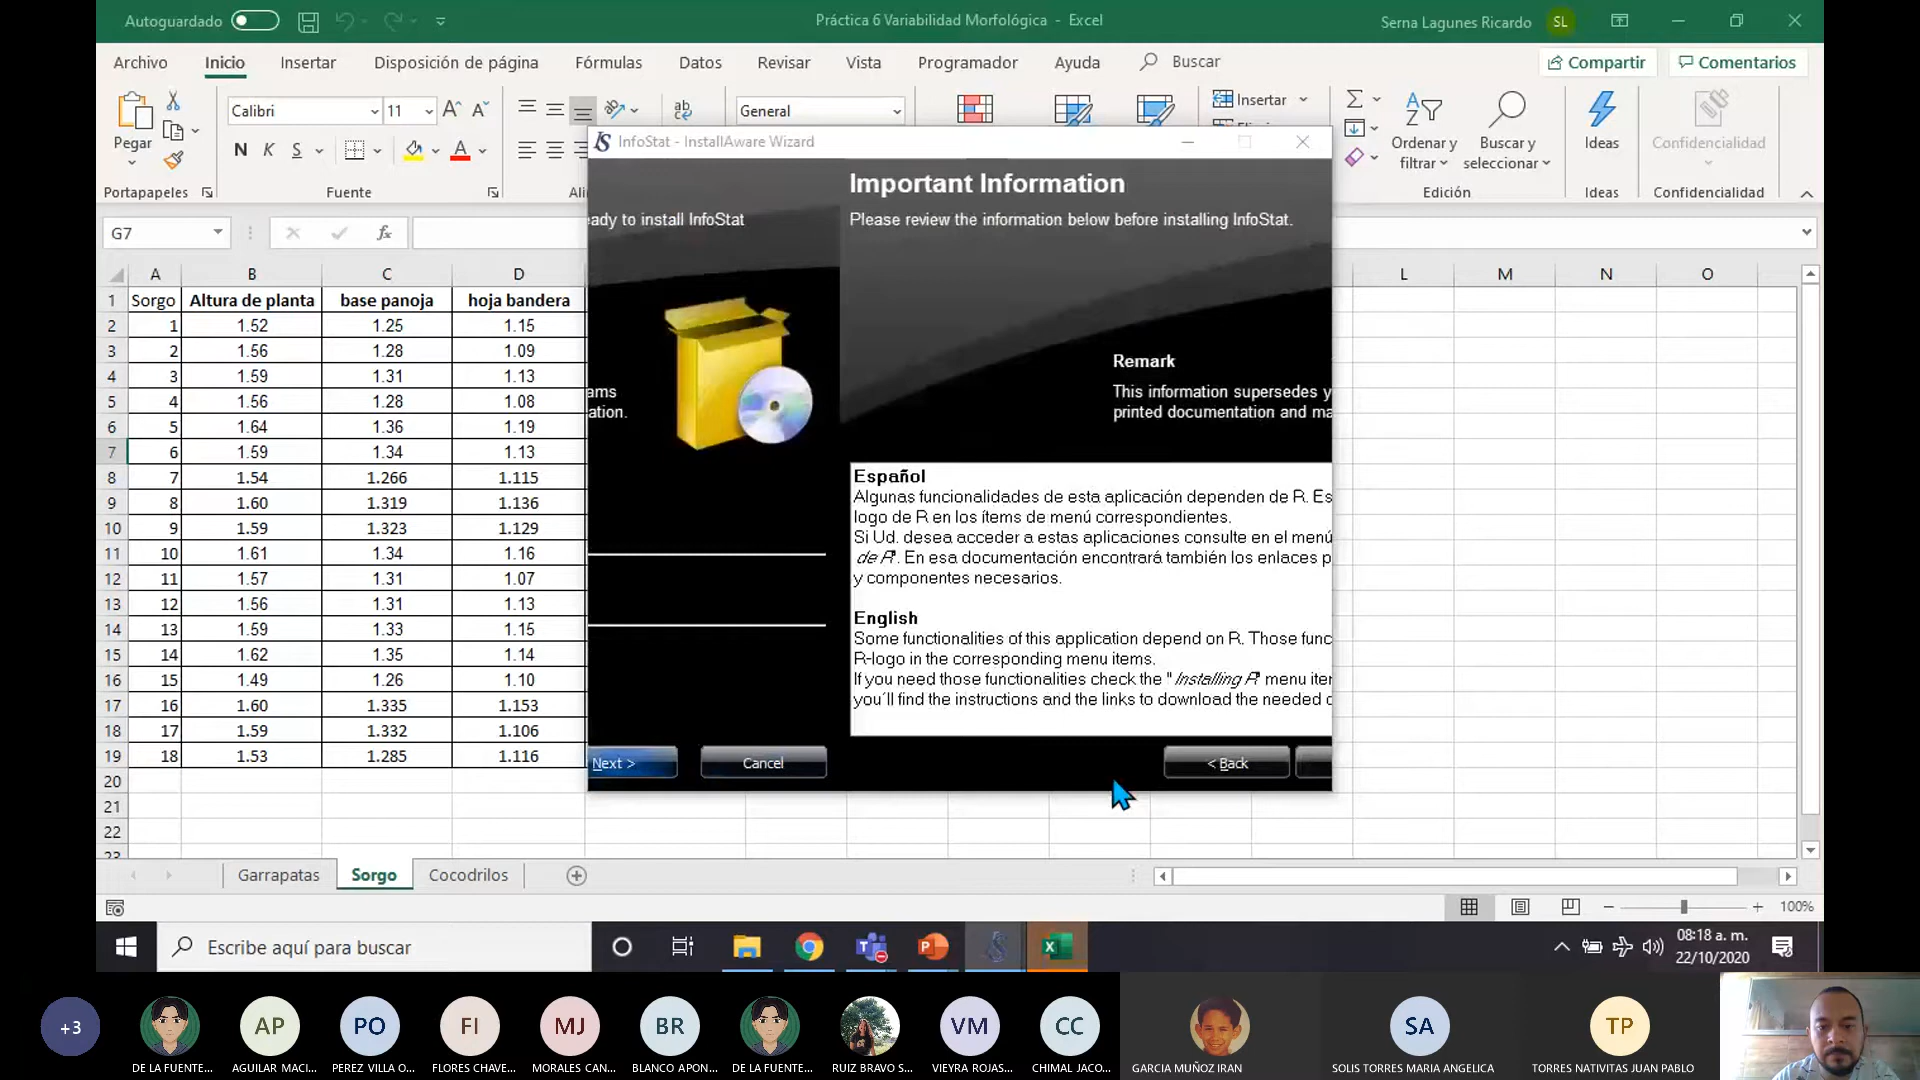 Autoguardado
Práctica 6 Variabilidad Morfológica - Excel
Serna Lagunes Ricardo
SL
Archivo Inicio Insertar Disposición de página Fórmulas Datos Revisar Vista Programador Ayuda Buscar
Compartir
Comentarios
Pegar
Calibri
11
General
Insertar
Ordenar y
filtrar
Buscar y
seleccionar
Ideas
Confidencialidad
N K S
Portapapeles
Fuente
Edición
Ideas
Confidencialidad
G7
fx
InfoStat - InstallAware Wizard
Important Information
ady to install InfoStat
Please review the information below before installing InfoStat.
Remark
ams
ation.
This information supersedes y
printed documentation and ma
Español
Algunas funcionalidades de esta aplicación dependen de R. Es
logo de R en los ítems de menú correspondientes.
Si Ud. desea acceder a estas aplicaciones consulte en el menú
de R". En esa documentación encontrará también los enlaces p
y componentes necesarios.
English
Some functionalities of this application depend on R. Those func
R-logo in the corresponding menu items.
If you need those functionalities check the "Installing R" menu iter
you´ll find the instructions and the links to download the needed c
Next >
Cancel
< Back
A B C D L M N O
1 Sorgo Altura de planta base panoja hoja bandera
2 1 1.52 1.25 1.15
3 2 1.56 1.28 1.09
4 3 1.59 1.31 1.13
5 4 1.56 1.28 1.08
6 5 1.64 1.36 1.19
7 6 1.59 1.34 1.13
8 7 1.54 1.266 1.115
9 8 1.60 1.319 1.136
10 9 1.59 1.323 1.129
11 10 1.61 1.34 1.16
12 11 1.57 1.31 1.07
13 12 1.56 1.31 1.13
14 13 1.59 1.33 1.15
15 14 1.62 1.35 1.14
16 15 1.49 1.26 1.10
17 16 1.60 1.335 1.153
18 17 1.59 1.332 1.106
19 18 1.53 1.285 1.116
20
21
22
23
Garrapatas Sorgo Cocodrilos
100%
Escribe aquí para buscar
08:18 a. m.
22/10/2020
+3
AP
PO
FI
MJ
BR
VM
CC
SA
TP
DE LA FUENTE...
AGUILAR MACI...
PEREZ VILLA O...
FLORES CHAVE...
MORALES CAN...
BLANCO APON...
DE LA FUENTE...
RUIZ BRAVO S...
VIEYRA ROJAS...
CHIMAL JACO...
GARCIA MUÑOZ IRAN
SOLIS TORRES MARIA ANGELICA
TORRES NATIVITAS JUAN PABLO